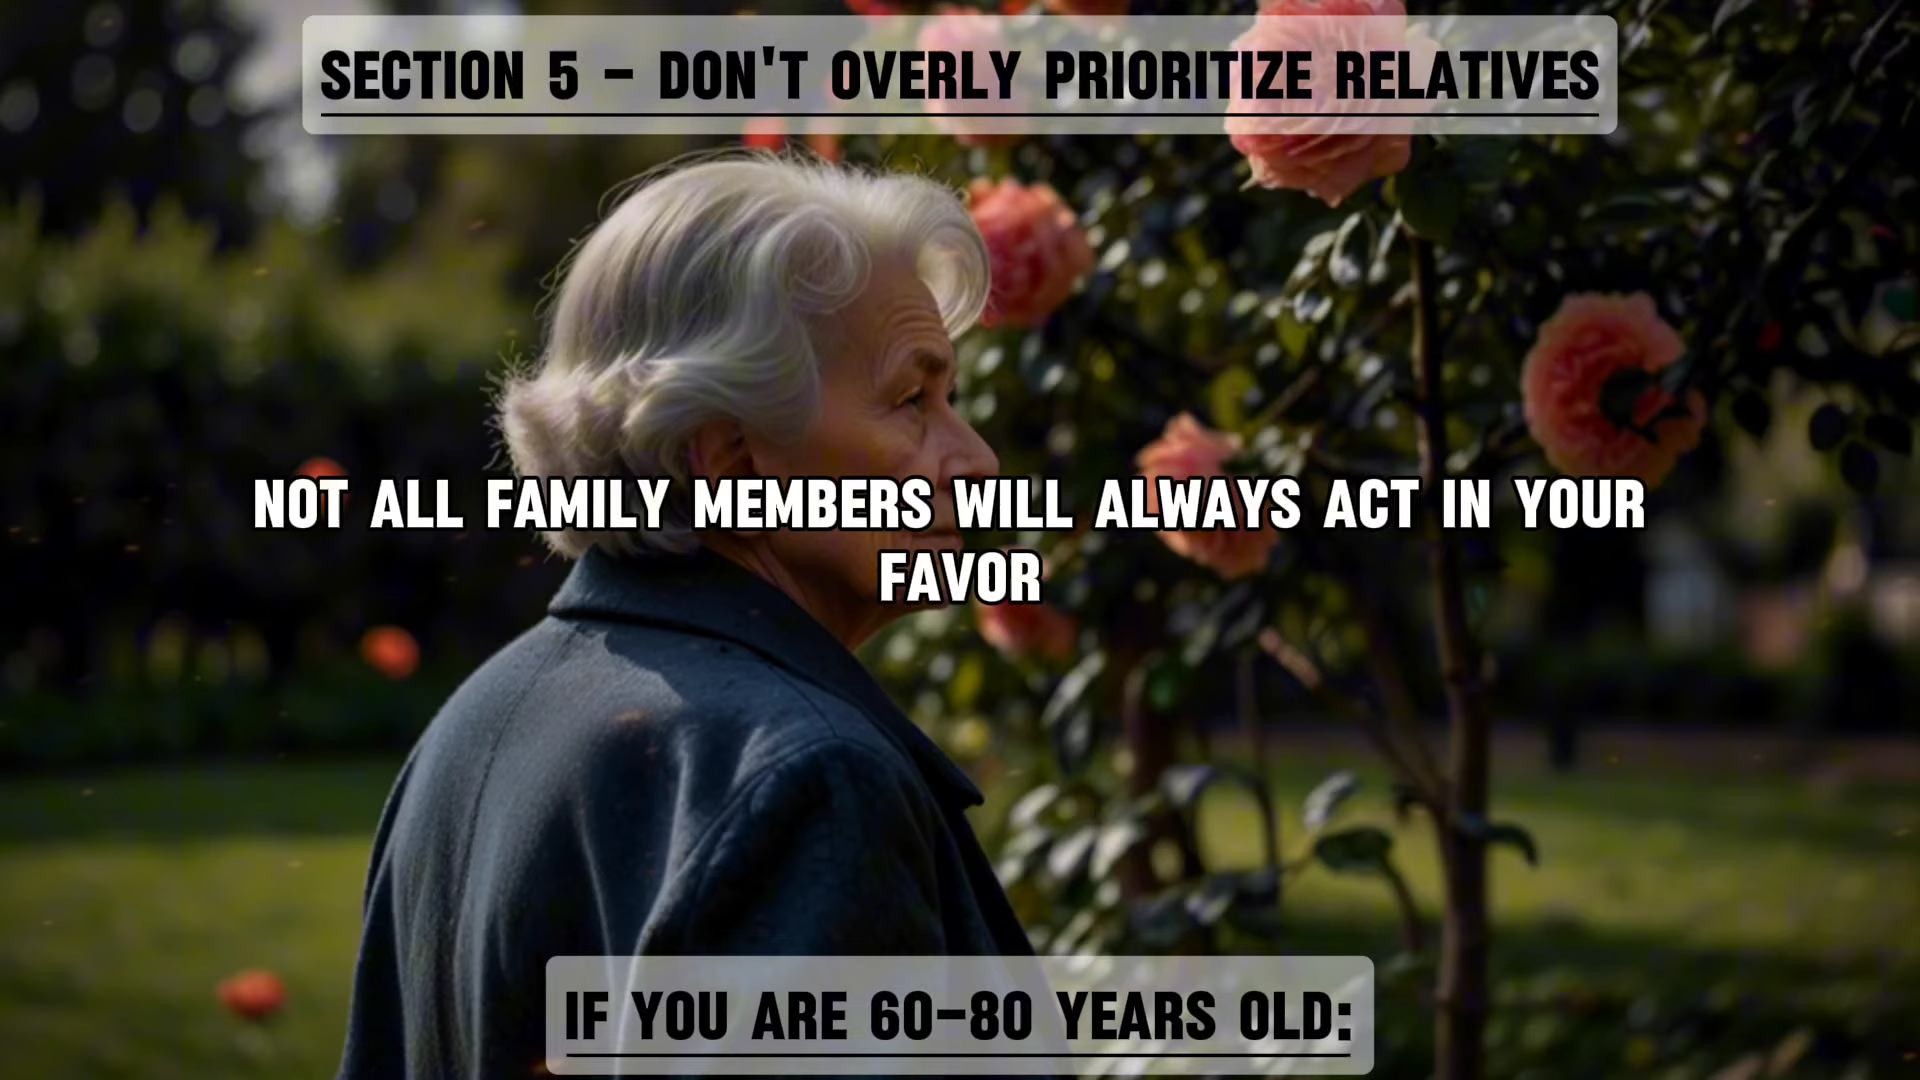 SECTION 5 – DON'T OVERLY PRIORITIZE RELATIVES
NOT ALL FAMILY MEMBERS WILL ALWAYS ACT IN YOUR
FAVOR
IF YOU ARE 60–80 YEARS OLD: